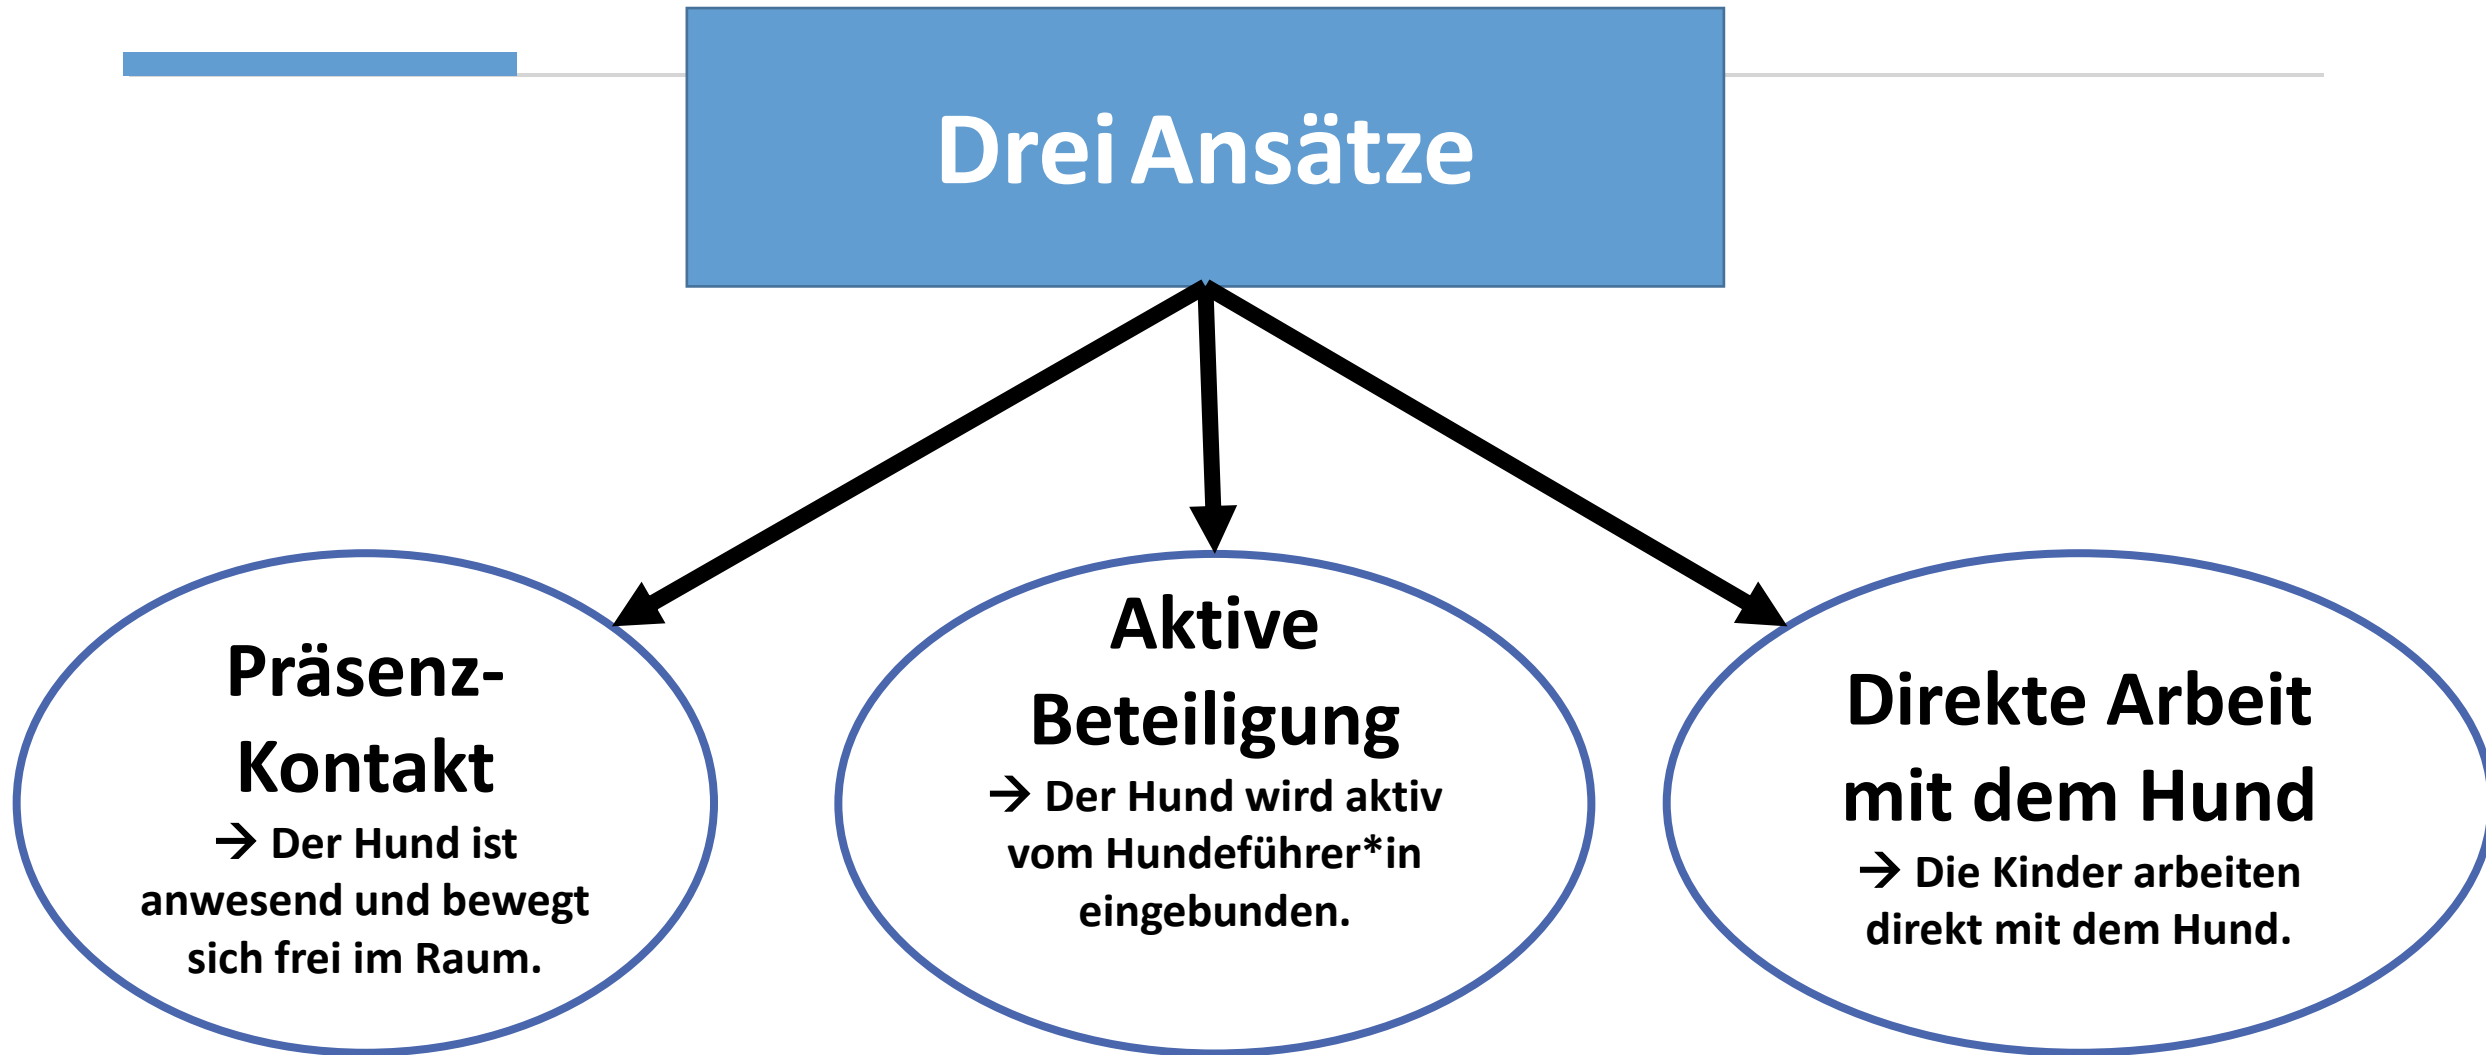 Drei Ansätze
Präsenz-
Kontakt
→ Der Hund ist
anwesend und bewegt
sich frei im Raum.
Aktive
Beteiligung
→ Der Hund wird aktiv
vom Hundeführer*in
eingebunden.
Direkte Arbeit
mit dem Hund
→ Die Kinder arbeiten
direkt mit dem Hund.